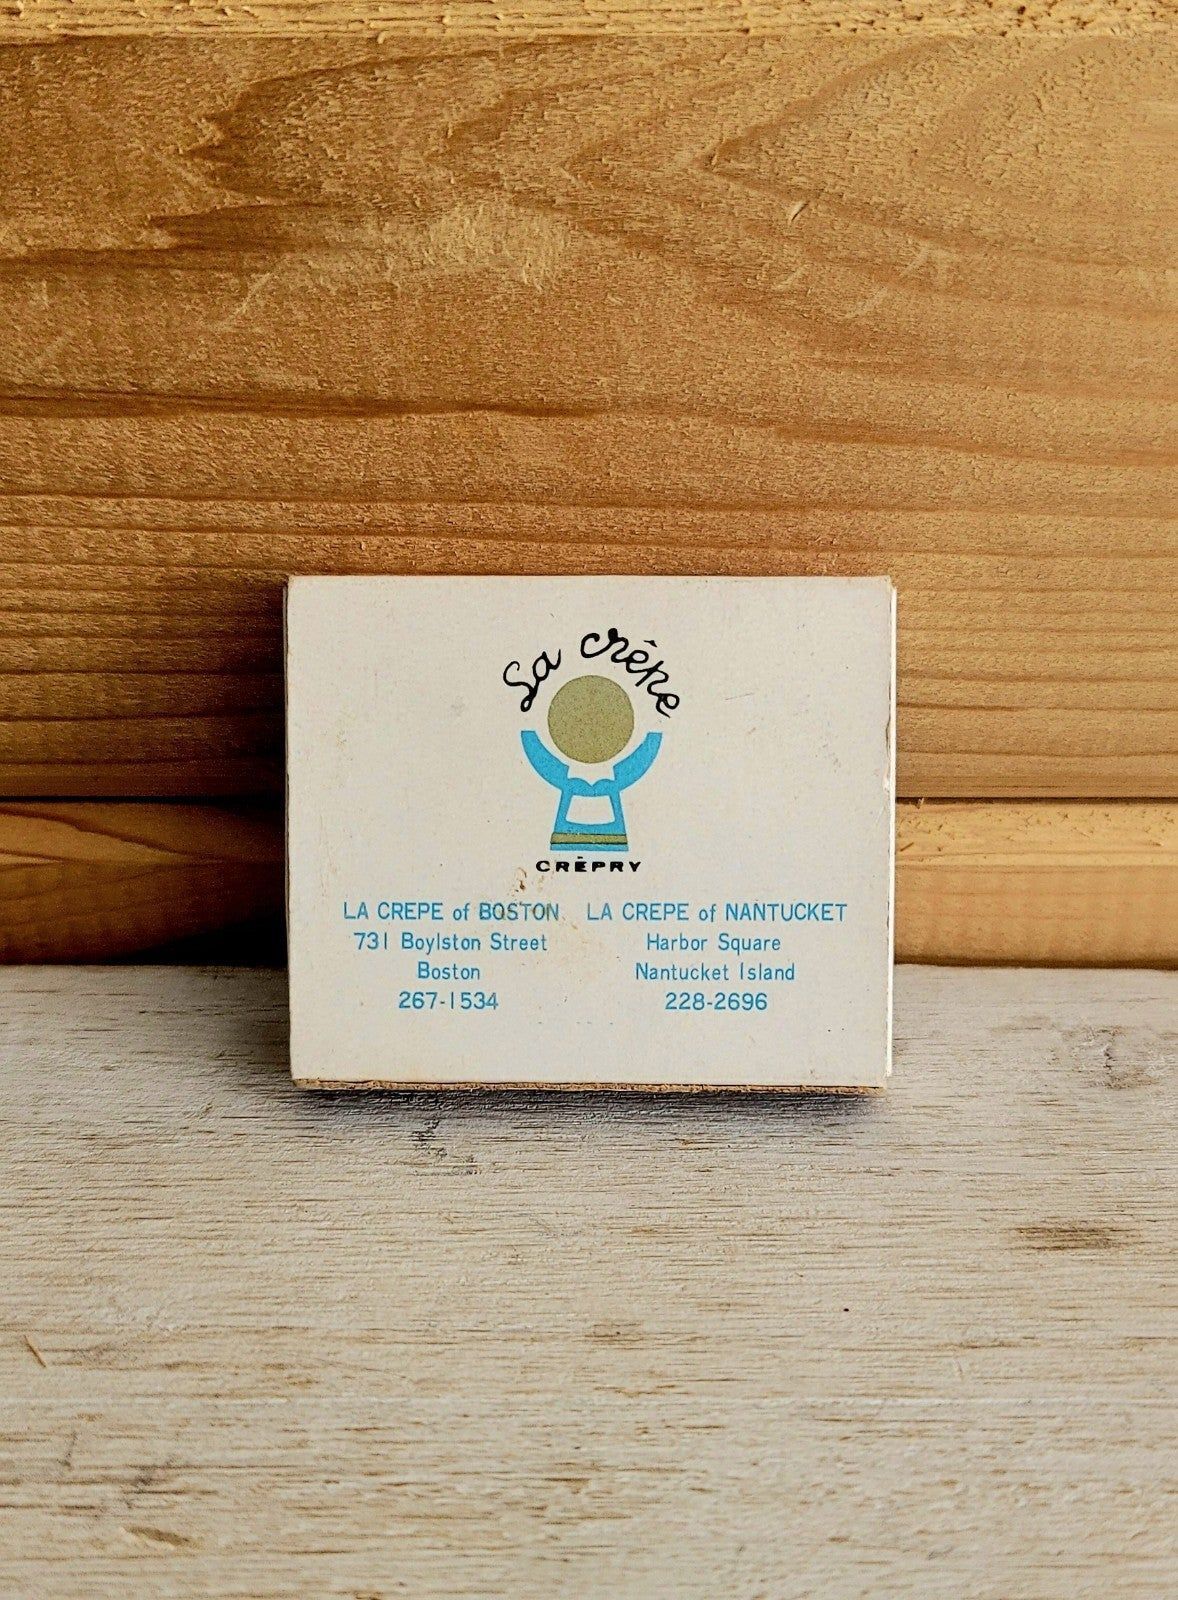 La crêpe
CRÊPRY
LA CREPE of BOSTON
731 Boylston Street
Boston
267-1534
LA CREPE of NANTUCKET
Harbor Square
Nantucket Island
228-2696